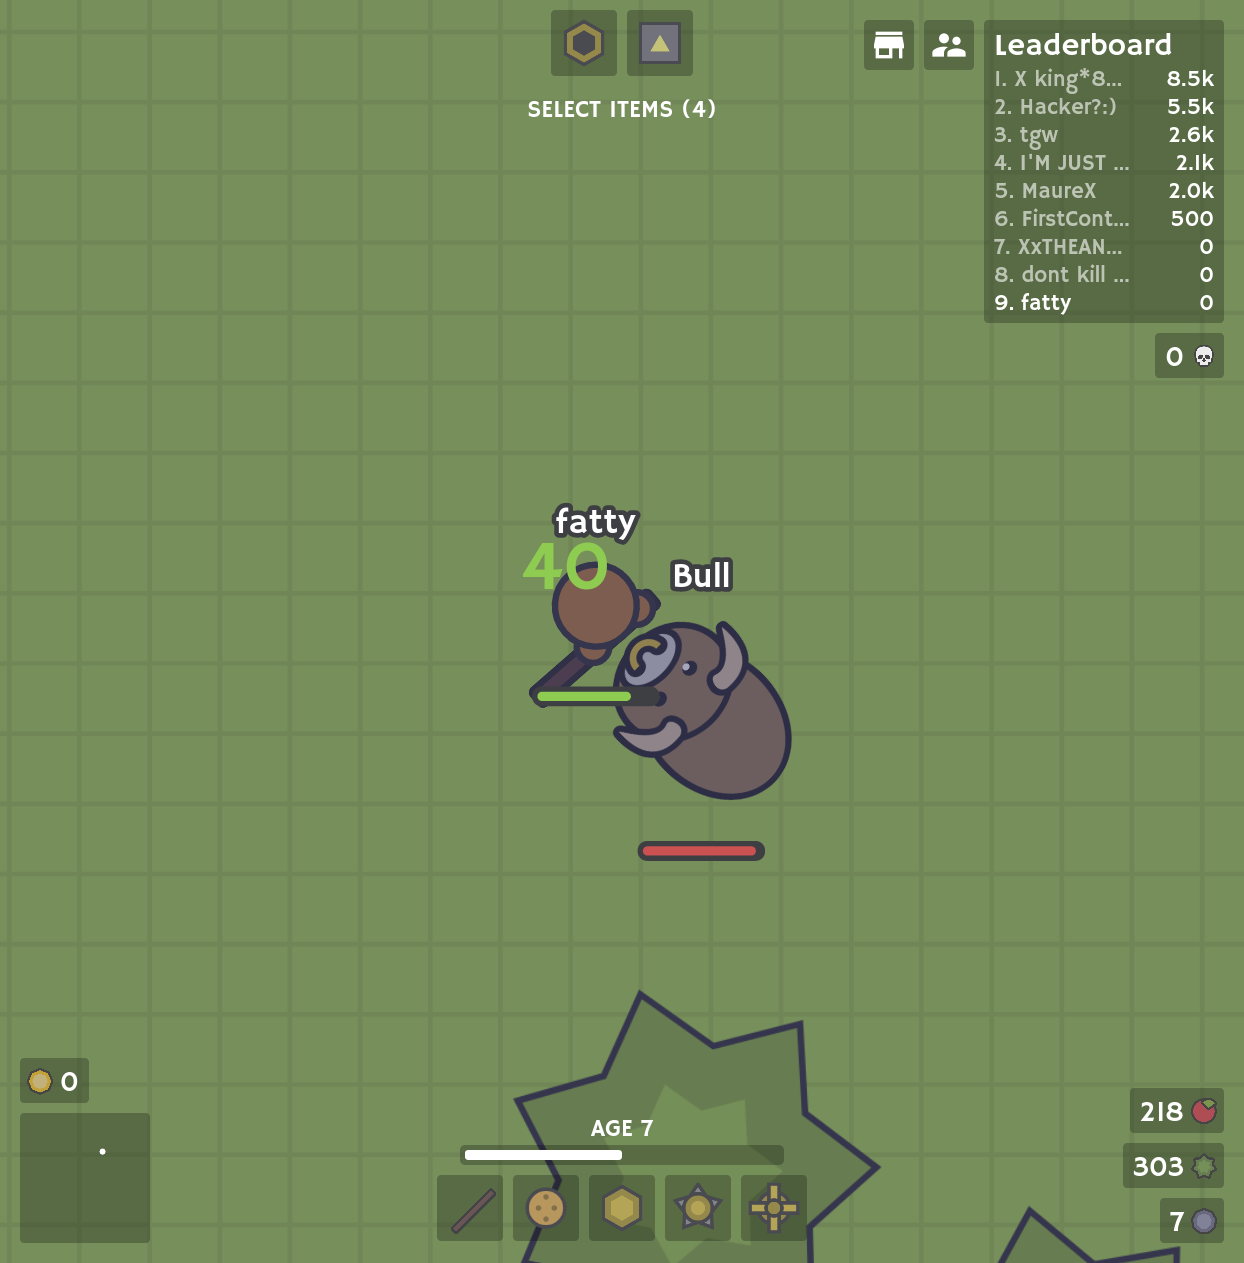 SELECT ITEMS (4)
Leaderboard
1. X king*8... 8.5k
2. Hacker?:) 5.5k
3. tgw 2.6k
4. I'M JUST ... 2.1k
5. MaureX 2.0k
6. FirstCont... 500
7. XxTHEAN... 0
8. dont kill ... 0
9. fatty 0
0
fatty
40
Bull
0
AGE 7
218
303
7